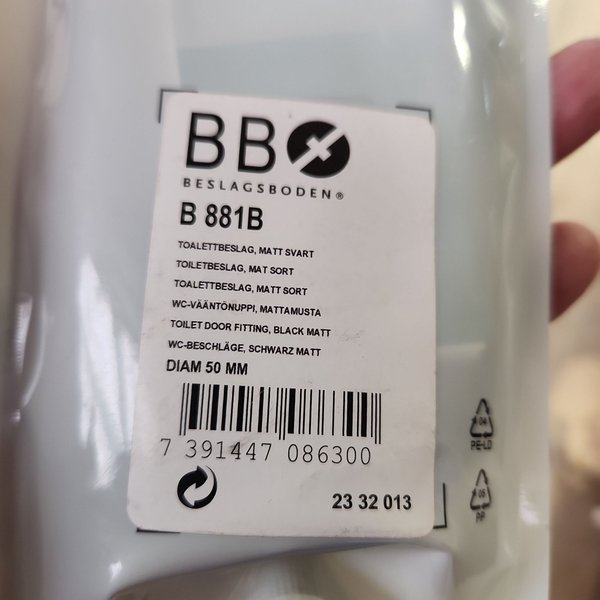 BB
BESLAGSBODEN®
B 881B
TOALETTBESLAG, MATT SVART
TOILETBESLAG, MAT SORT
TOALETTBESLAG, MATT SORT
WC-VÄÄNTÖNUPPI, MATTAMUSTA
TOILET DOOR FITTING, BLACK MATT
WC-BESCHLÄGE, SCHWARZ MATT
DIAM 50 MM
7 391447 086300
23 32 013
04
PE-LD
05
PP